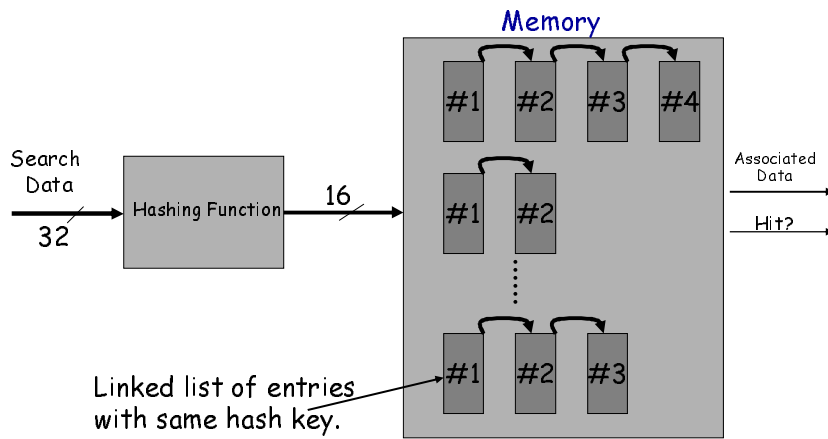 Memory
#1 #2 #3 #4
Search
Data
32
Hashing Function
16
#1 #2
Associated
Data
Hit?
#1 #2 #3
Linked list of entries
with same hash key.